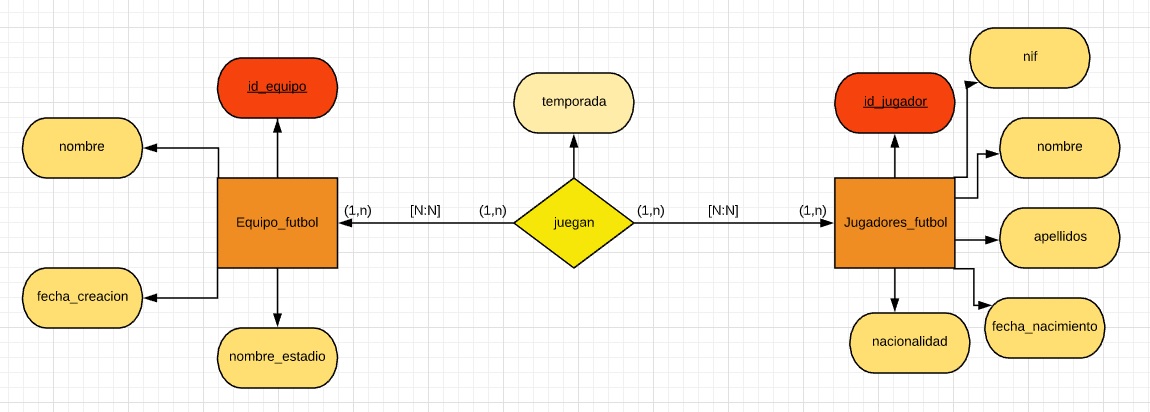 nif
id_equipo
temporada
id_jugador
nombre
nombre
(1,n)
[N:N]
(1,n)
(1,n)
[N:N]
(1,n)
Equipo_futbol
juegan
Jugadores_futbol
apellidos
fecha_creacion
fecha_nacimiento
nombre_estadio
nacionalidad